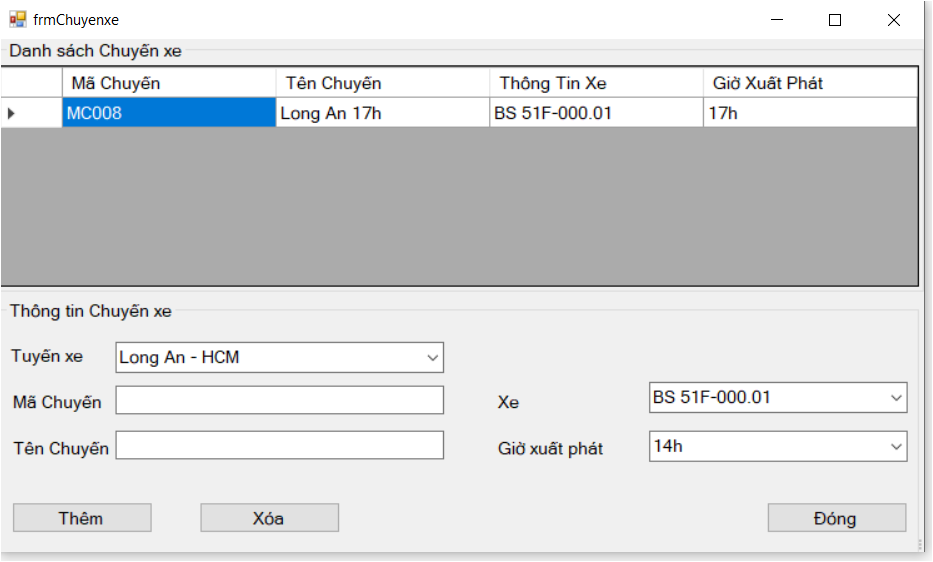 frmChuyenxe
Danh sách Chuyến xe
Mã Chuyến Tên Chuyến Thông Tin Xe Giờ Xuất Phát
MC008 Long An 17h BS 51F-000.01 17h
Thông tin Chuyến xe
Tuyến xe Long An - HCM
Mã Chuyến Xe BS 51F-000.01
Tên Chuyến Giờ xuất phát 14h
Thêm Xóa Đóng